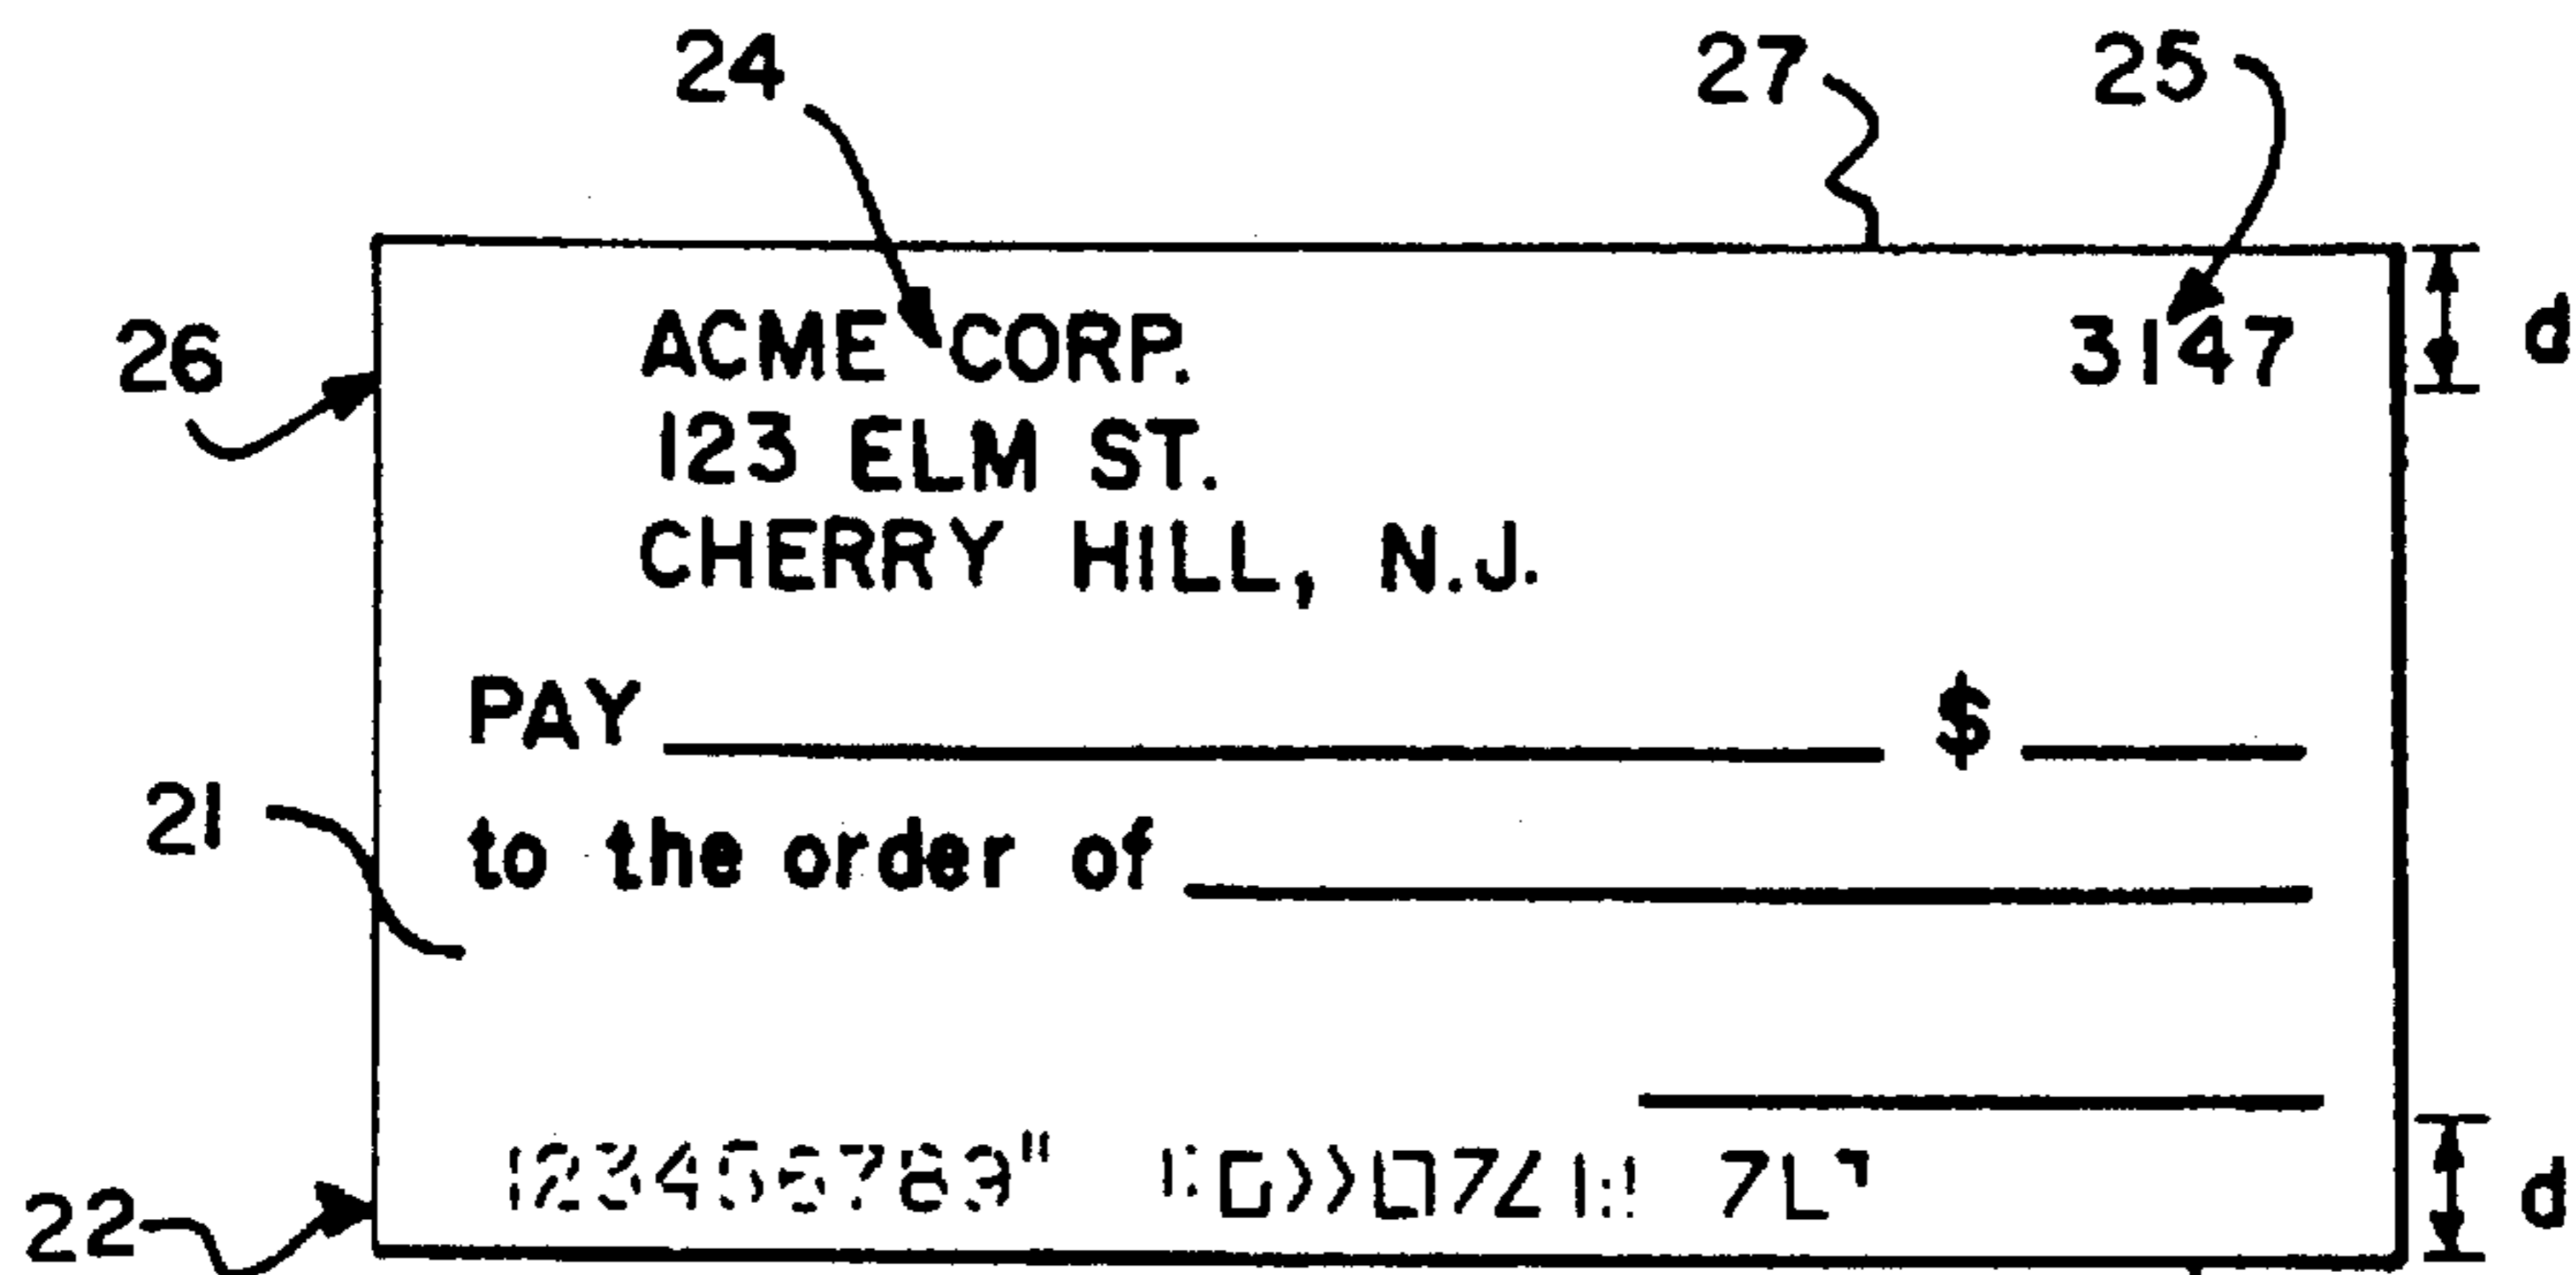 24 27 25
26 ACME CORP. 3147 d
123 ELM ST.
CHERRY HILL, N.J.
PAY $
21 to the order of
123456789"
22 d